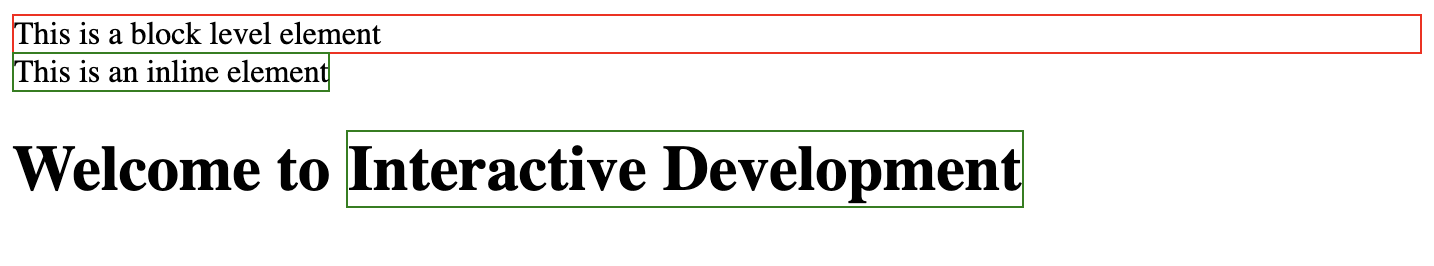 This is a block level element
This is an inline element
Welcome to Interactive Development